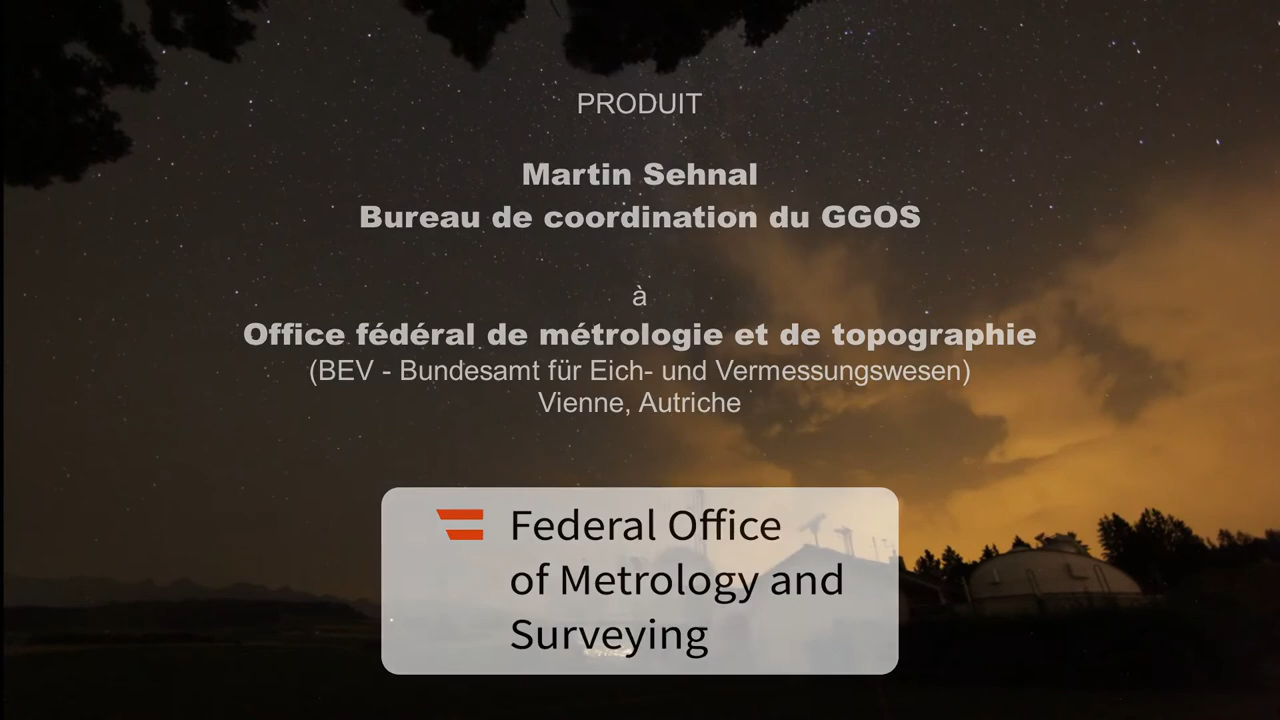 PRODUIT
Martin Sehnal
Bureau de coordination du GGOS
à
Office fédéral de métrologie et de topographie
(BEV - Bundesamt für Eich- und Vermessungswesen)
Vienne, Autriche
Federal Office
of Metrology and
Surveying